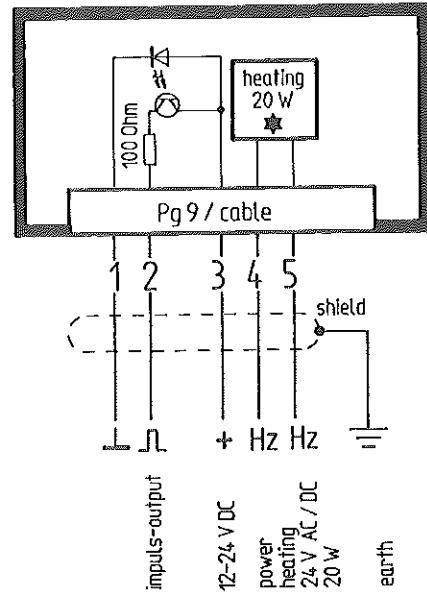 heating
20 W
100 Ohm
Pg 9 / cable
1 2 3 4 5
shield
+ Hz Hz
impuls-output
12-24 V DC
power
heating
24 V AC / DC
20 W
earth